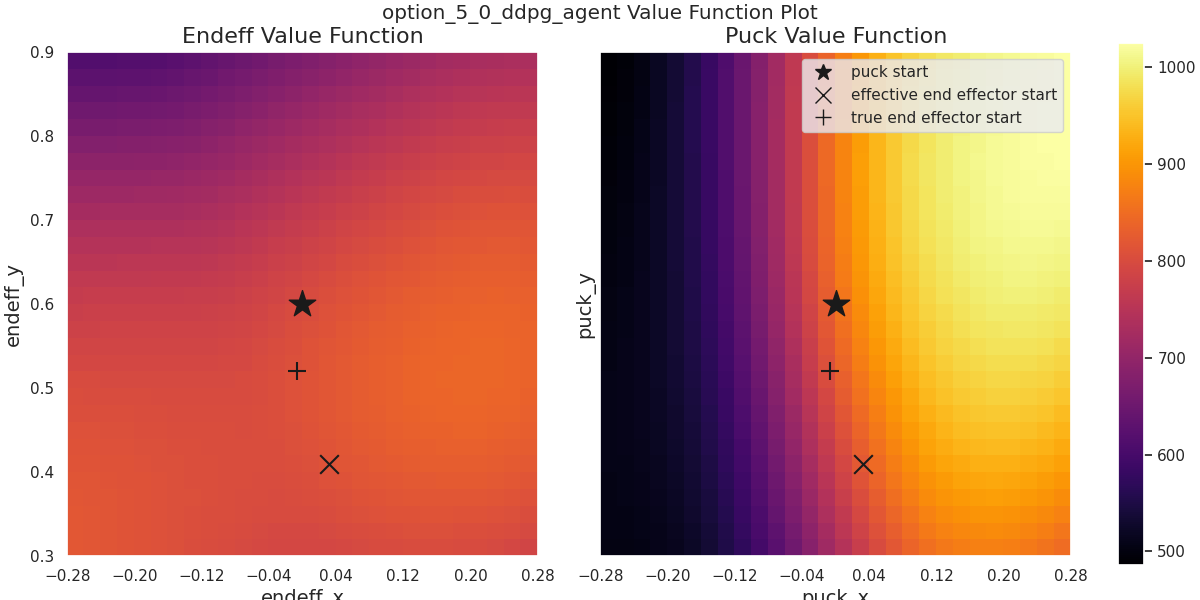 option_5_0_ddpg_agent Value Function Plot
Endeff Value Function
Puck Value Function
0.9
0.8
0.7
0.6
0.5
0.4
0.3
endeff_y
−0.28 −0.20 −0.12 −0.04 0.04 0.12 0.20 0.28
endeff_x
puck_y
puck start
effective end effector start
true end effector start
−0.28 −0.20 −0.12 −0.04 0.04 0.12 0.20 0.28
puck_x
1000
900
800
700
600
500